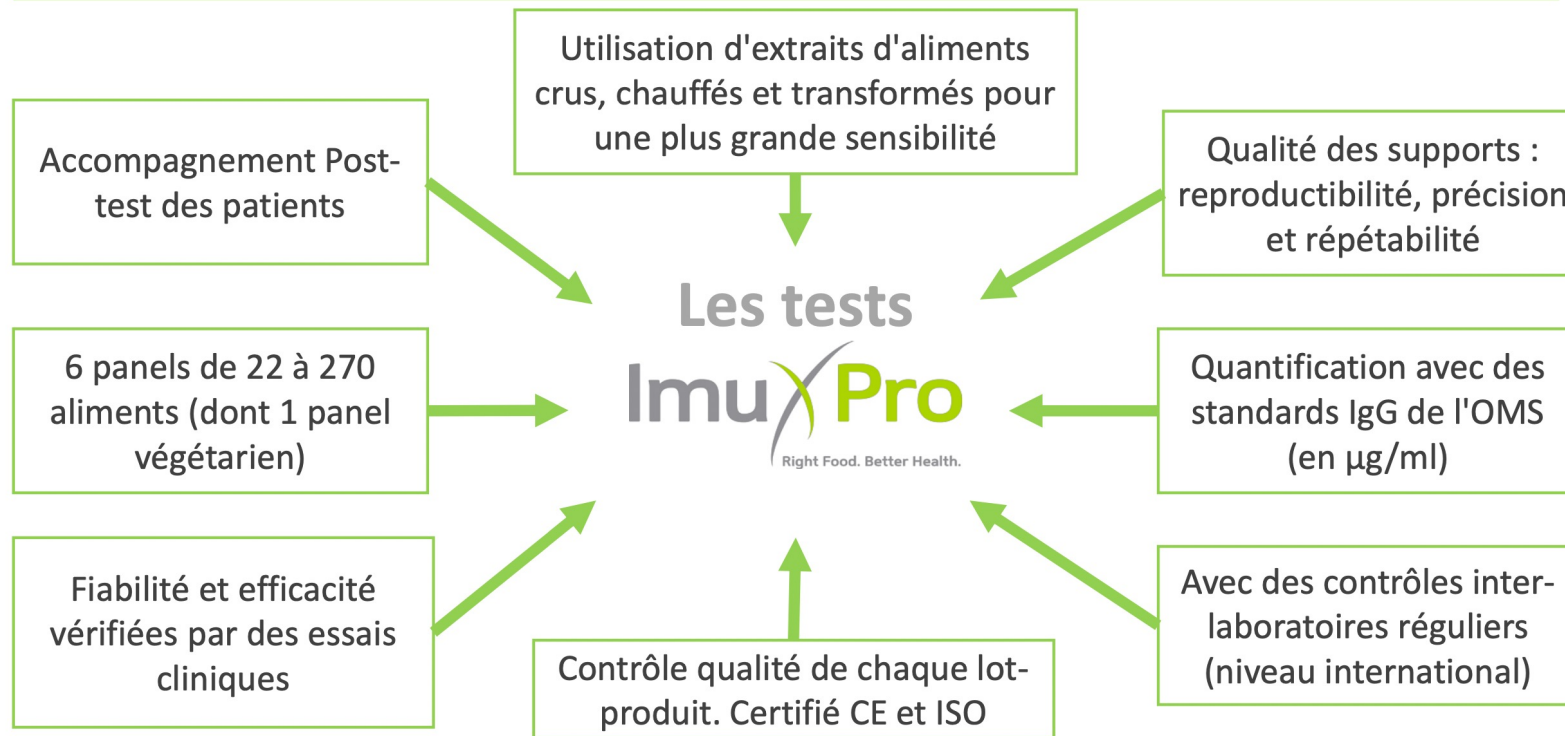 Utilisation d'extraits d'aliments
crus, chauffés et transformés pour
une plus grande sensibilité
Accompagnement Post-
test des patients
Qualité des supports :
reproductibilité, précision
et répétabilité
Les tests
ImuPro
Right Food. Better Health.
6 panels de 22 à 270
aliments (dont 1 panel
végétarien)
Quantification avec des
standards IgG de l'OMS
(en µg/ml)
Fiabilité et efficacité
vérifiées par des essais
cliniques
Contrôle qualité de chaque lot-
produit. Certifié CE et ISO
Avec des contrôles inter-
laboratoires réguliers
(niveau international)